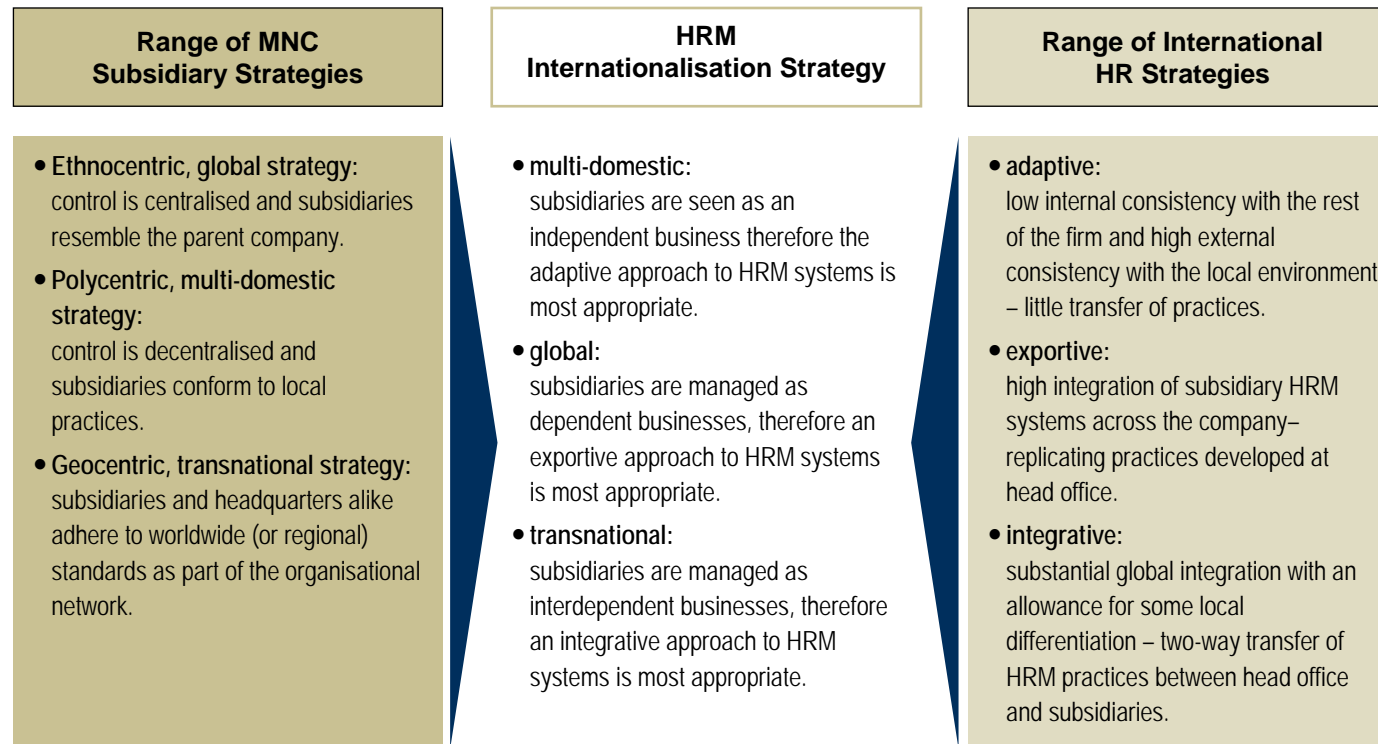 Range of MNC
Subsidiary Strategies
HRM
Internationalisation Strategy
Range of International
HR Strategies
• Ethnocentric, global strategy:
control is centralised and subsidiaries
resemble the parent company.
• Polycentric, multi-domestic
strategy:
control is decentralised and
subsidiaries conform to local
practices.
• Geocentric, transnational strategy:
subsidiaries and headquarters alike
adhere to worldwide (or regional)
standards as part of the organisational
network.
• multi-domestic:
subsidiaries are seen as an
independent business therefore the
adaptive approach to HRM systems is
most appropriate.
• global:
subsidiaries are managed as
dependent businesses, therefore an
exportive approach to HRM systems
is most appropriate.
• transnational:
subsidiaries are managed as
interdependent businesses, therefore
an integrative approach to HRM
systems is most appropriate.
• adaptive:
low internal consistency with the rest
of the firm and high external
consistency with the local environment
– little transfer of practices.
• exportive:
high integration of subsidiary HRM
systems across the company–
replicating practices developed at
head office.
• integrative:
substantial global integration with an
allowance for some local
differentiation – two-way transfer of
HRM practices between head office
and subsidiaries.